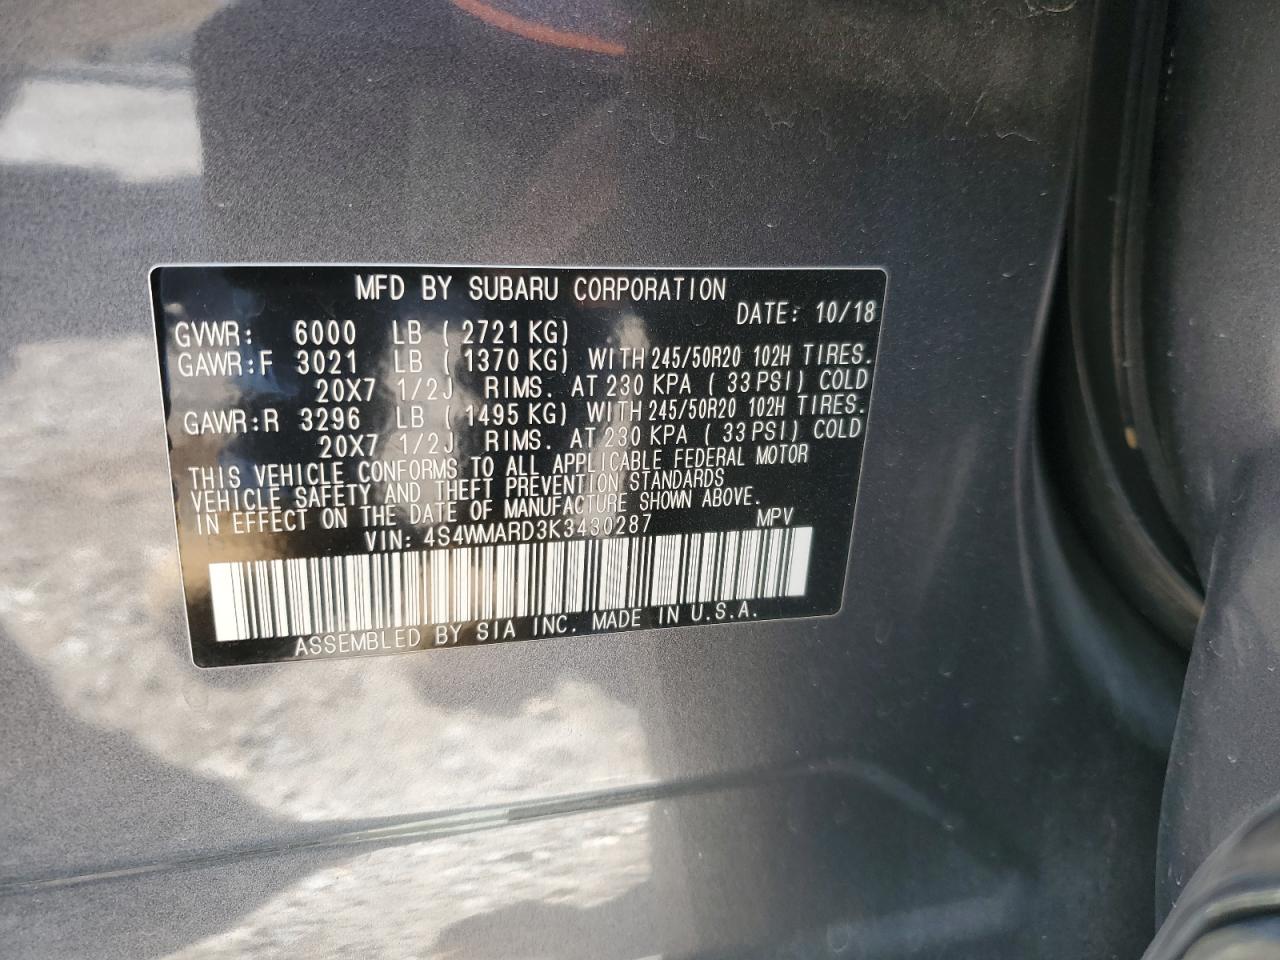 MFD BY SUBARU CORPORATION
DATE: 10/18
GVWR: 6000 LB ( 2721 KG)
GAWR:F 3021 LB ( 1370 KG) WITH 245/50R20 102H TIRES.
20X7 1/2J RIMS. AT 230 KPA ( 33 PSI) COLD
GAWR:R 3296 LB ( 1495 KG) WITH 245/50R20 102H TIRES.
20X7 1/2J RIMS. AT 230 KPA ( 33 PSI) COLD
THIS VEHICLE CONFORMS TO ALL APPLICABLE FEDERAL MOTOR
VEHICLE SAFETY AND THEFT PREVENTION STANDARDS
IN EFFECT ON THE DATE OF MANUFACTURE SHOWN ABOVE.
VIN: 4S4WMARD3K3430287 MPV
ASSEMBLED BY SIA INC. MADE IN U.S.A.